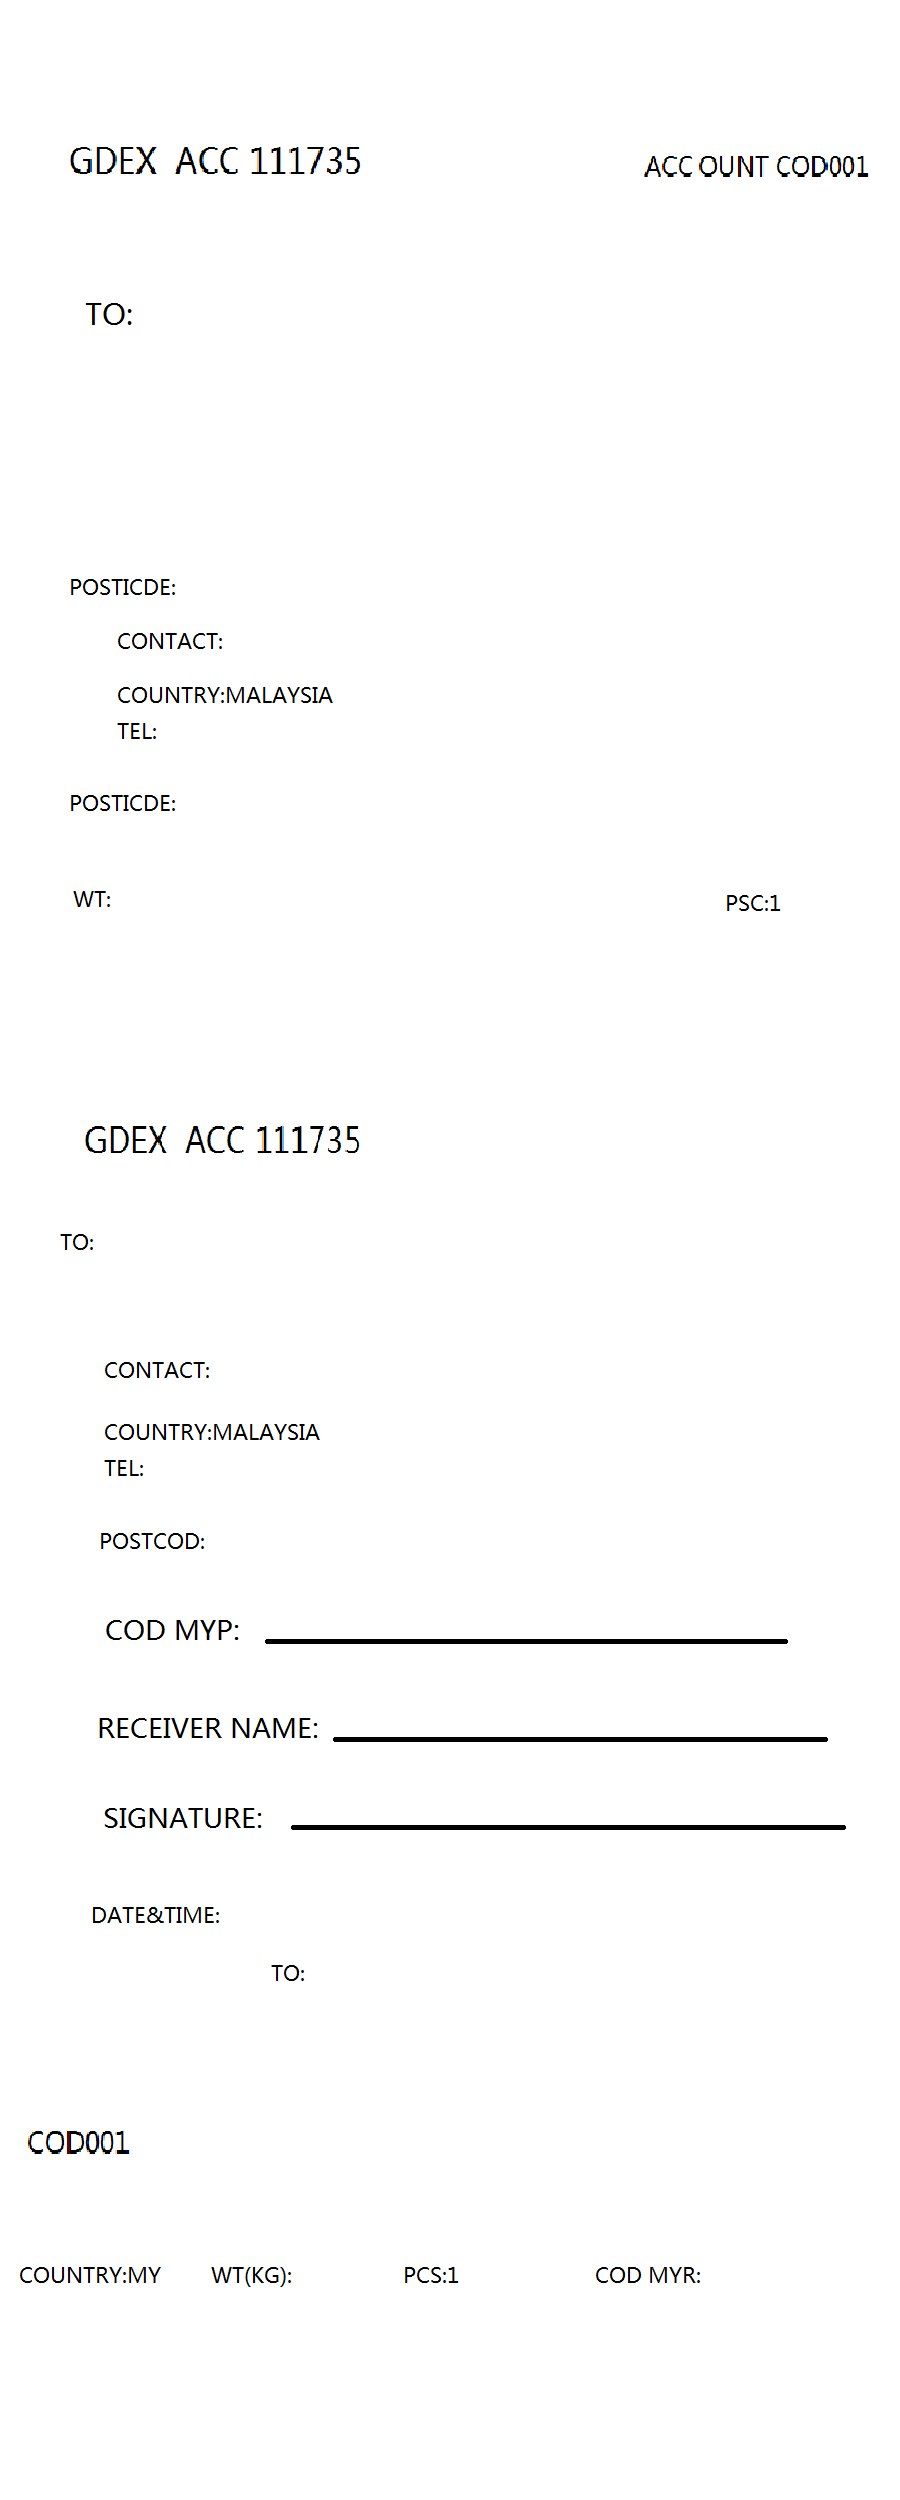 GDEX ACC 111735 ACC OUNT COD001
TO:
POSTICDE:
CONTACT:
COUNTRY:MALAYSIA
TEL:
POSTICDE:
WT: PSC:1
GDEX ACC 111735
TO:
CONTACT:
COUNTRY:MALAYSIA
TEL:
POSTCOD:
COD MYP:
RECEIVER NAME:
SIGNATURE:
DATE&TIME:
TO:
COD001
COUNTRY:MY WT(KG): PCS:1 COD MYR: